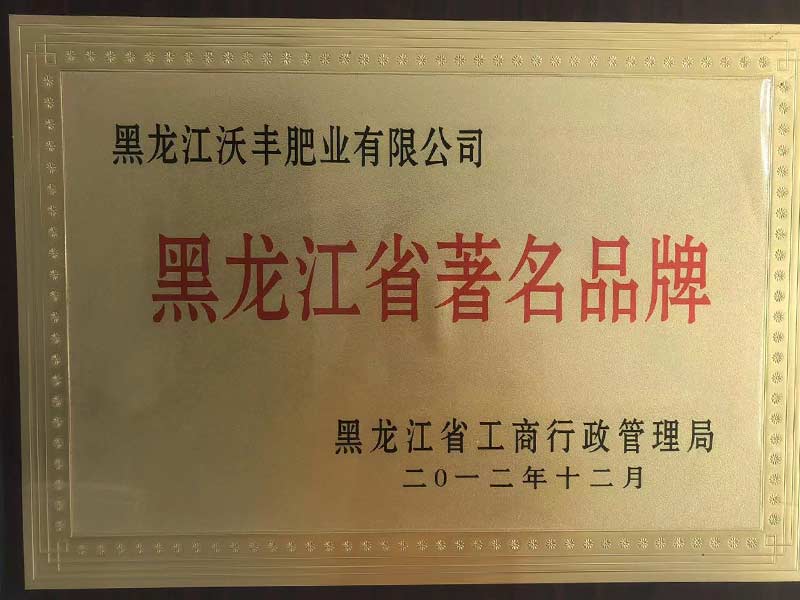 黑龙江沃丰肥业有限公司
黑龙江省著名品牌
黑龙江省工商行政管理局
二0一二年十二月